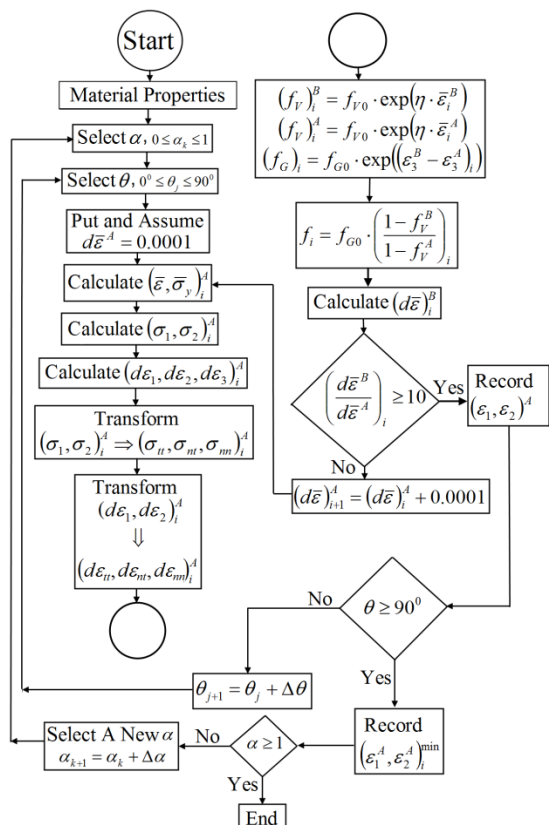 Start
Material Properties
Select α, 0 ≤ α_k ≤ 1
Select θ, 0⁰ ≤ θ_j ≤ 90⁰
Put and Assume
dε̄^A = 0.0001
Calculate (ε̄, σ̄_y)_i^A
Calculate (σ_1, σ_2)_i^A
Calculate (dε_1, dε_2, dε_3)_i^A
Transform
(σ_1, σ_2)_i^A ⇒ (σ_tt, σ_nt, σ_nn)_i^A
Transform
(dε_1, dε_2)_i^A
⇓
(dε_tt, dε_nt, dε_nn)_i^A
(f_V)_i^B = f_V0 · exp(η · ε̄_i^B)
(f_V)_i^A = f_V0 · exp(η · ε̄_i^A)
(f_G)_i = f_G0 · exp((ε_3^B − ε_3^A)_i)
f_i = f_G0 · ((1 − f_V^B) / (1 − f_V^A))_i
Calculate (dε̄)_i^B
(dε̄^B / dε̄^A)_i ≥ 10
Yes
Record
(ε_1, ε_2)^A
No
(dε̄)_{i+1}^A = (dε̄)_i^A + 0.0001
θ ≥ 90⁰
No
θ_{j+1} = θ_j + Δθ
Yes
Record
(ε_1^A, ε_2^A)_i^min
α ≥ 1
No
Select A New α
α_{k+1} = α_k + Δα
Yes
End